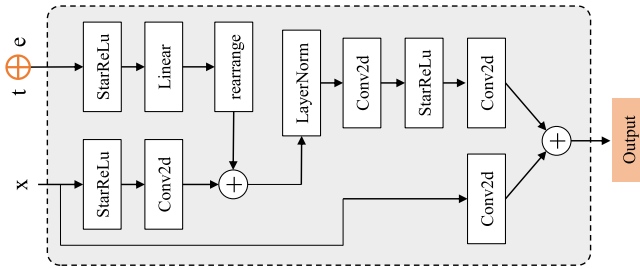 t e
StarReLu
Linear
rearrange
LayerNorm
Conv2d
StarReLu
Conv2d
x
StarReLu
Conv2d
Conv2d
Output